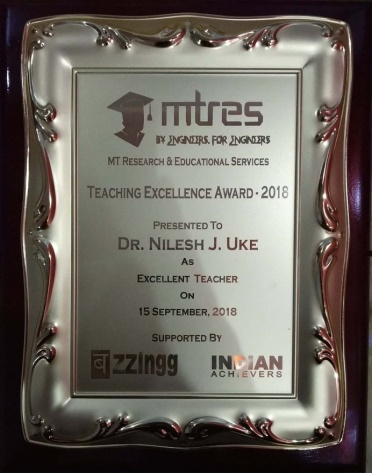 mtres
BY ENGINEERS, FOR ENGINEERS
MT RESEARCH & EDUCATIONAL SERVICES
TEACHING EXCELLENCE AWARD - 2018
PRESENTED TO
DR. NILESH J. UKE
AS
EXCELLENT TEACHER
ON
15 SEPTEMBER, 2018
SUPPORTED BY
बzzingg INDIAN
ACHIEVERS